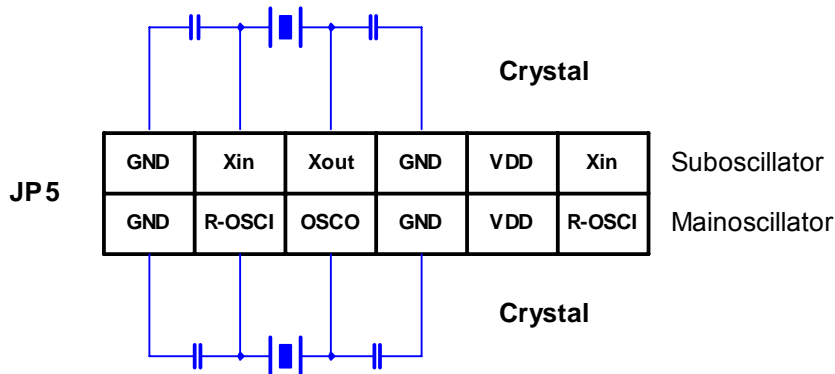 Crystal
GND Xin Xout GND VDD Xin Suboscillator
JP5
GND R-OSCI OSCO GND VDD R-OSCI Mainoscillator
Crystal